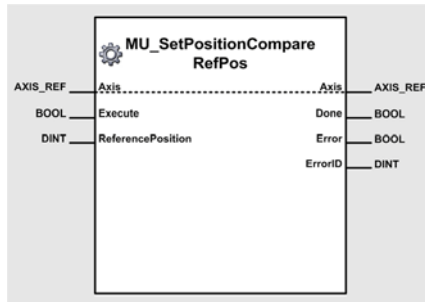 MU_SetPositionCompare
RefPos
AXIS_REF Axis Axis AXIS_REF
BOOL Execute Done BOOL
DINT ReferencePosition Error BOOL
ErrorID DINT